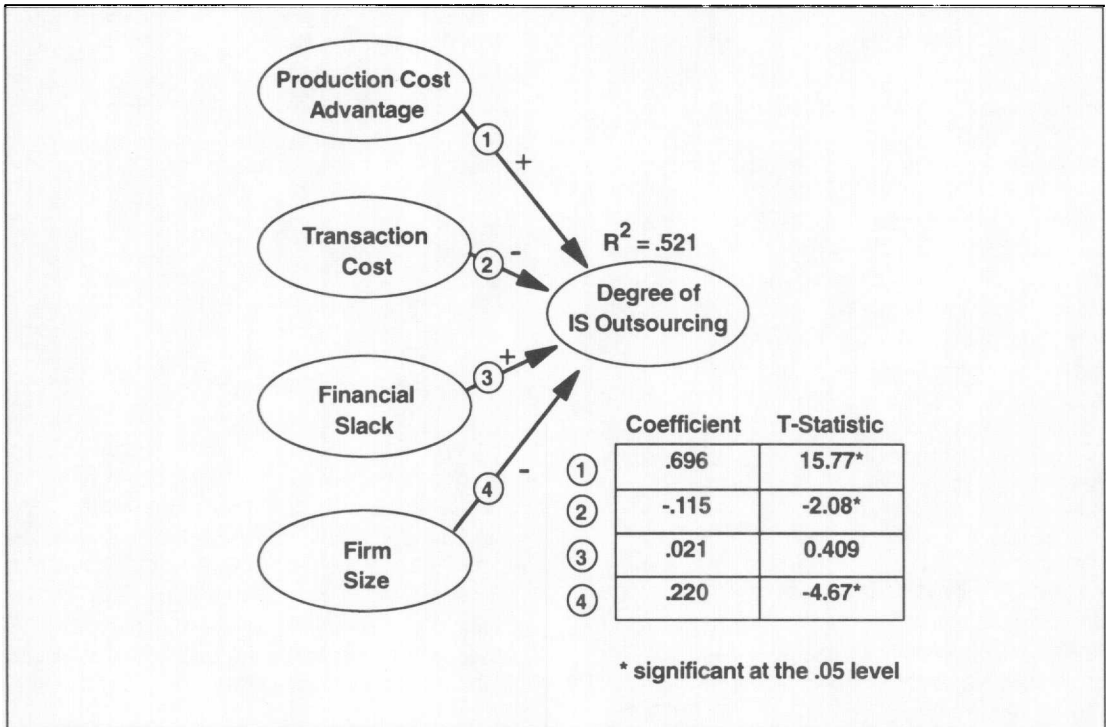 Production Cost
Advantage
1
+
Transaction
Cost
2
-
R2 = .521
Degree of
IS Outsourcing
Financial
Slack
3
+
4
-
Firm
Size
Coefficient T-Statistic
1 .696 15.77*
2 -.115 -2.08*
3 .021 0.409
4 .220 -4.67*
* significant at the .05 level